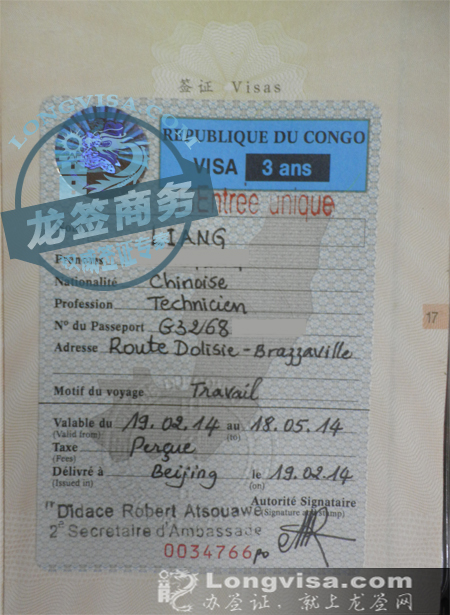 签证 Visas
LONGVISA.COM
REPUBLIQUE DU CONGO
VISA 3 ans
Entrée unique
龙签商务
LIANG
Prénoms
Nationalité Chinoise
Profession Technicien
N° du Passeport G32168
Adresse Route Dolisie - Brazzaville
Motif du voyage Travail
Valable du 19.02.14 au 18.05.14
(Valid from) (to)
Taxe Perçue
(Fees)
Délivré à Beijing le 19.02.14
(Issued in) (on)
Autorité Signataire
(Signature and stamp)
Didace Robert Atsouawe
2e Secretaire d'Ambassade
0034766 po
17
Longvisa.com
办签证，就上龙签网